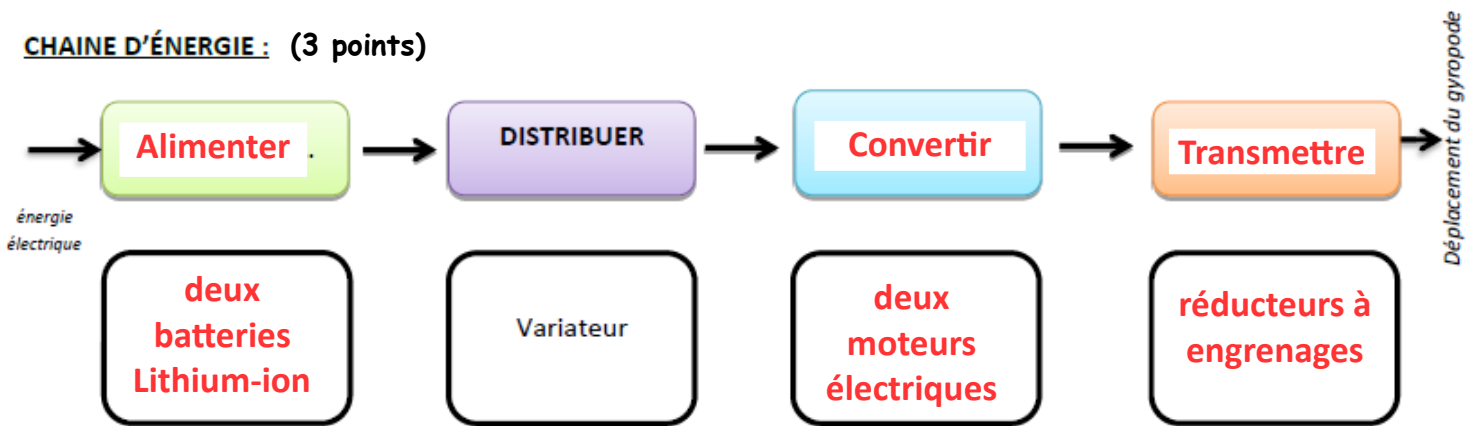 CHAINE D'ÉNERGIE : (3 points)
Alimenter .
DISTRIBUER
Convertir
Transmettre
Déplacement du gyropode
énergie
électrique
deux
batteries
Lithium-ion
Variateur
deux
moteurs
électriques
réducteurs à
engrenages